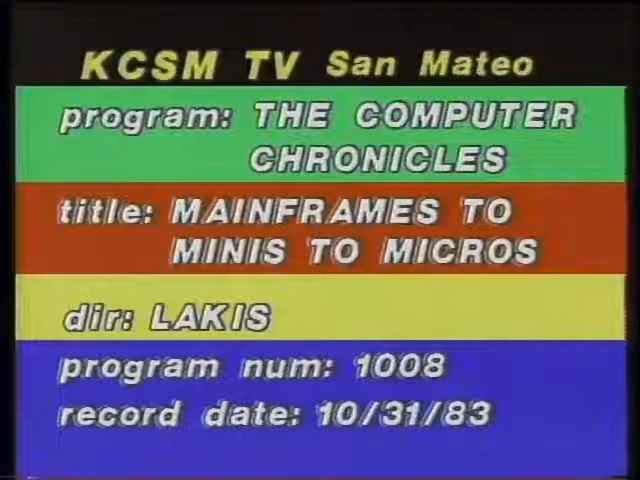 KCSM TV San Mateo
program: THE COMPUTER
CHRONICLES
title: MAINFRAMES TO
MINIS TO MICROS
dir: LAKIS
program num: 1008
record date: 10/31/83